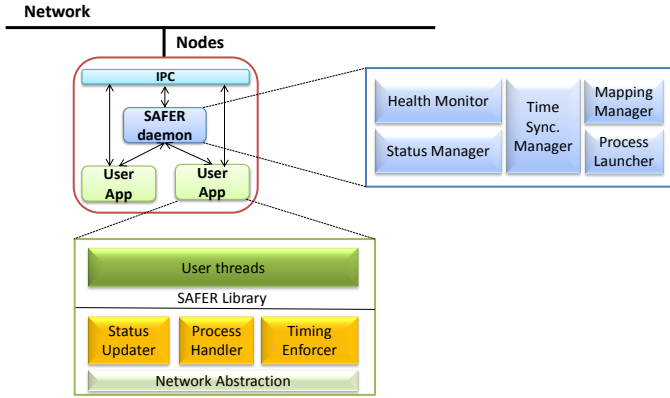 Network
Nodes
IPC
SAFER
daemon
User
App
User
App
Health Monitor
Status Manager
Time
Sync.
Manager
Mapping
Manager
Process
Launcher
User threads
SAFER Library
Status
Updater
Process
Handler
Timing
Enforcer
Network Abstraction